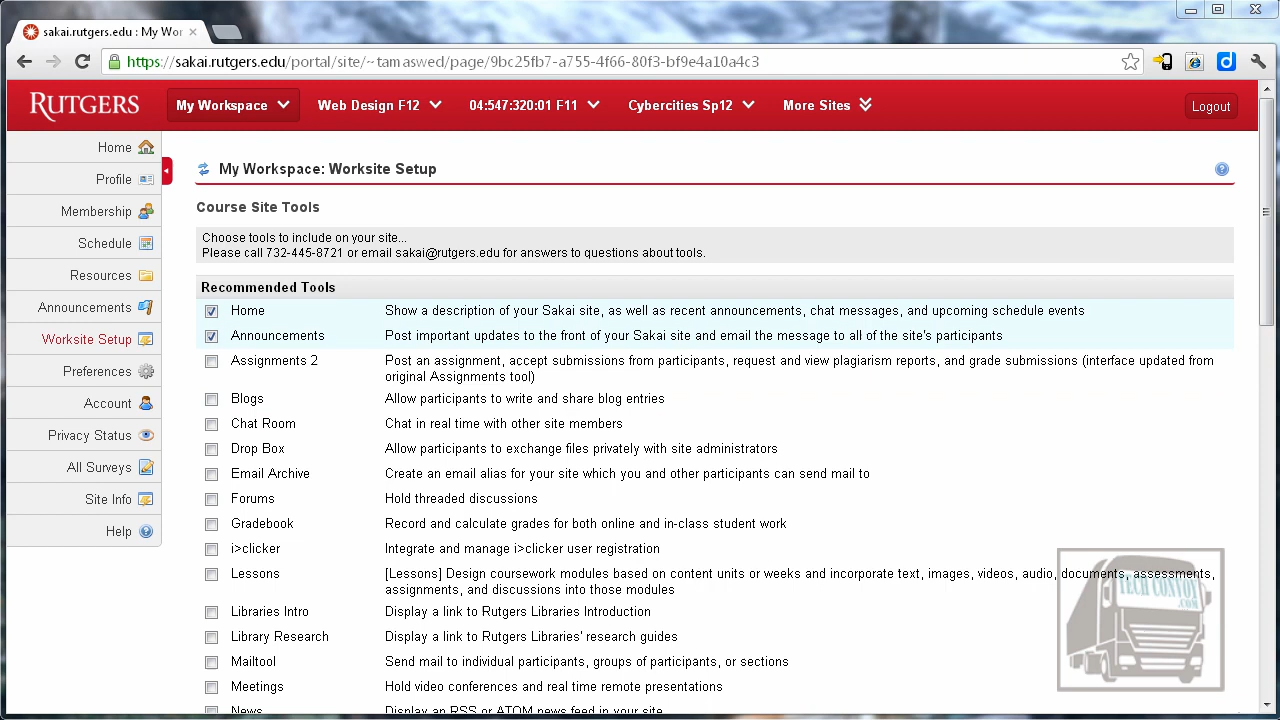 sakai.rutgers.edu : My Wor
https://sakai.rutgers.edu/portal/site/~tamaswed/page/9bc25fb7-a755-4f66-80f3-bf9e4a10a4c3
RUTGERS My Workspace Web Design F12 04:547:320:01 F11 Cybercities Sp12 More Sites Logout
Home
Profile
Membership
Schedule
Resources
Announcements
Worksite Setup
Preferences
Account
Privacy Status
All Surveys
Site Info
Help
My Workspace: Worksite Setup
Course Site Tools
Choose tools to include on your site...
Please call 732-445-8721 or email sakai@rutgers.edu for answers to questions about tools.
Recommended Tools
Home Show a description of your Sakai site, as well as recent announcements, chat messages, and upcoming schedule events
Announcements Post important updates to the front of your Sakai site and email the message to all of the site's participants
Assignments 2 Post an assignment, accept submissions from participants, request and view plagiarism reports, and grade submissions (interface updated from
original Assignments tool)
Blogs Allow participants to write and share blog entries
Chat Room Chat in real time with other site members
Drop Box Allow participants to exchange files privately with site administrators
Email Archive Create an email alias for your site which you and other participants can send mail to
Forums Hold threaded discussions
Gradebook Record and calculate grades for both online and in-class student work
i>clicker Integrate and manage i>clicker user registration
Lessons [Lessons] Design coursework modules based on content units or weeks and incorporate text, images, videos, audio, documents, assessments,
assignments, and discussions into those modules
Libraries Intro Display a link to Rutgers Libraries Introduction
Library Research Display a link to Rutgers Libraries' research guides
Mailtool Send mail to individual participants, groups of participants, or sections
Meetings Hold video conferences and real time remote presentations
News Display an RSS or ATOM news feed in your site
TECH CONVOY
.COM